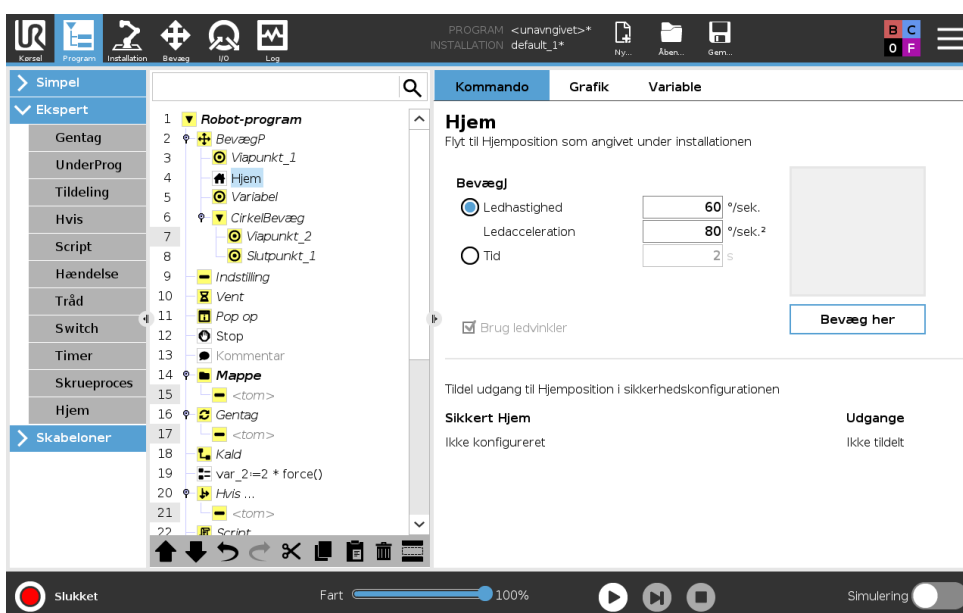 UR
PROGRAM <unavngivet>*
INSTALLATION default_1*
Kørsel Program Installation Bevæg I/O Log
Ny... Åben... Gem...
B C
0 F
Simpel
Ekspert
Gentag
UnderProg
Tildeling
Hvis
Script
Hændelse
Tråd
Switch
Timer
Skrueproces
Hjem
Skabeloner
1 Robot-program
2 BevægP
3 Viapunkt_1
4 Hjem
5 Variabel
6 CirkelBevæg
7 Viapunkt_2
8 Slutpunkt_1
9 Indstilling
10 Vent
11 Pop op
12 Stop
13 Kommentar
14 Mappe
15 <tom>
16 Gentag
17 <tom>
18 Kald
19 var_2:=2 * force()
20 Hvis ...
21 <tom>
22 Script
Kommando Grafik Variable
Hjem
Flyt til Hjemposition som angivet under installationen
BevægJ
Ledhastighed 60 °/sek.
Ledacceleration 80 °/sek.²
Tid 2 s
Brug ledvinkler
Bevæg her
Tildel udgang til Hjemposition i sikkerhedskonfigurationen
Sikkert Hjem Udgange
Ikke konfigureret Ikke tildelt
Slukket Fart 100% Simulering